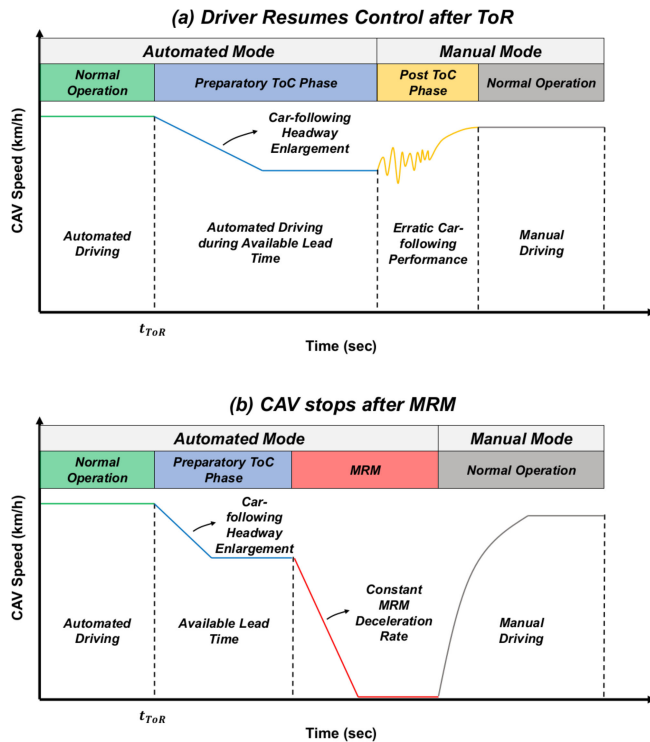 (a) Driver Resumes Control after ToR
Automated Mode
Manual Mode
Normal
Operation
Preparatory ToC Phase
Post ToC
Phase
Normal Operation
Car-following
Headway
Enlargement
CAV Speed (km/h)
Automated
Driving
Automated Driving
during Available Lead
Time
Erratic Car-
following
Performance
Manual
Driving
t_ToR
Time (sec)
(b) CAV stops after MRM
Automated Mode
Manual Mode
Normal
Operation
Preparatory ToC
Phase
MRM
Normal Operation
Car-
following
Headway
Enlargement
CAV Speed (km/h)
Constant
MRM
Deceleration
Rate
Automated
Driving
Available Lead
Time
Manual
Driving
t_ToR
Time (sec)